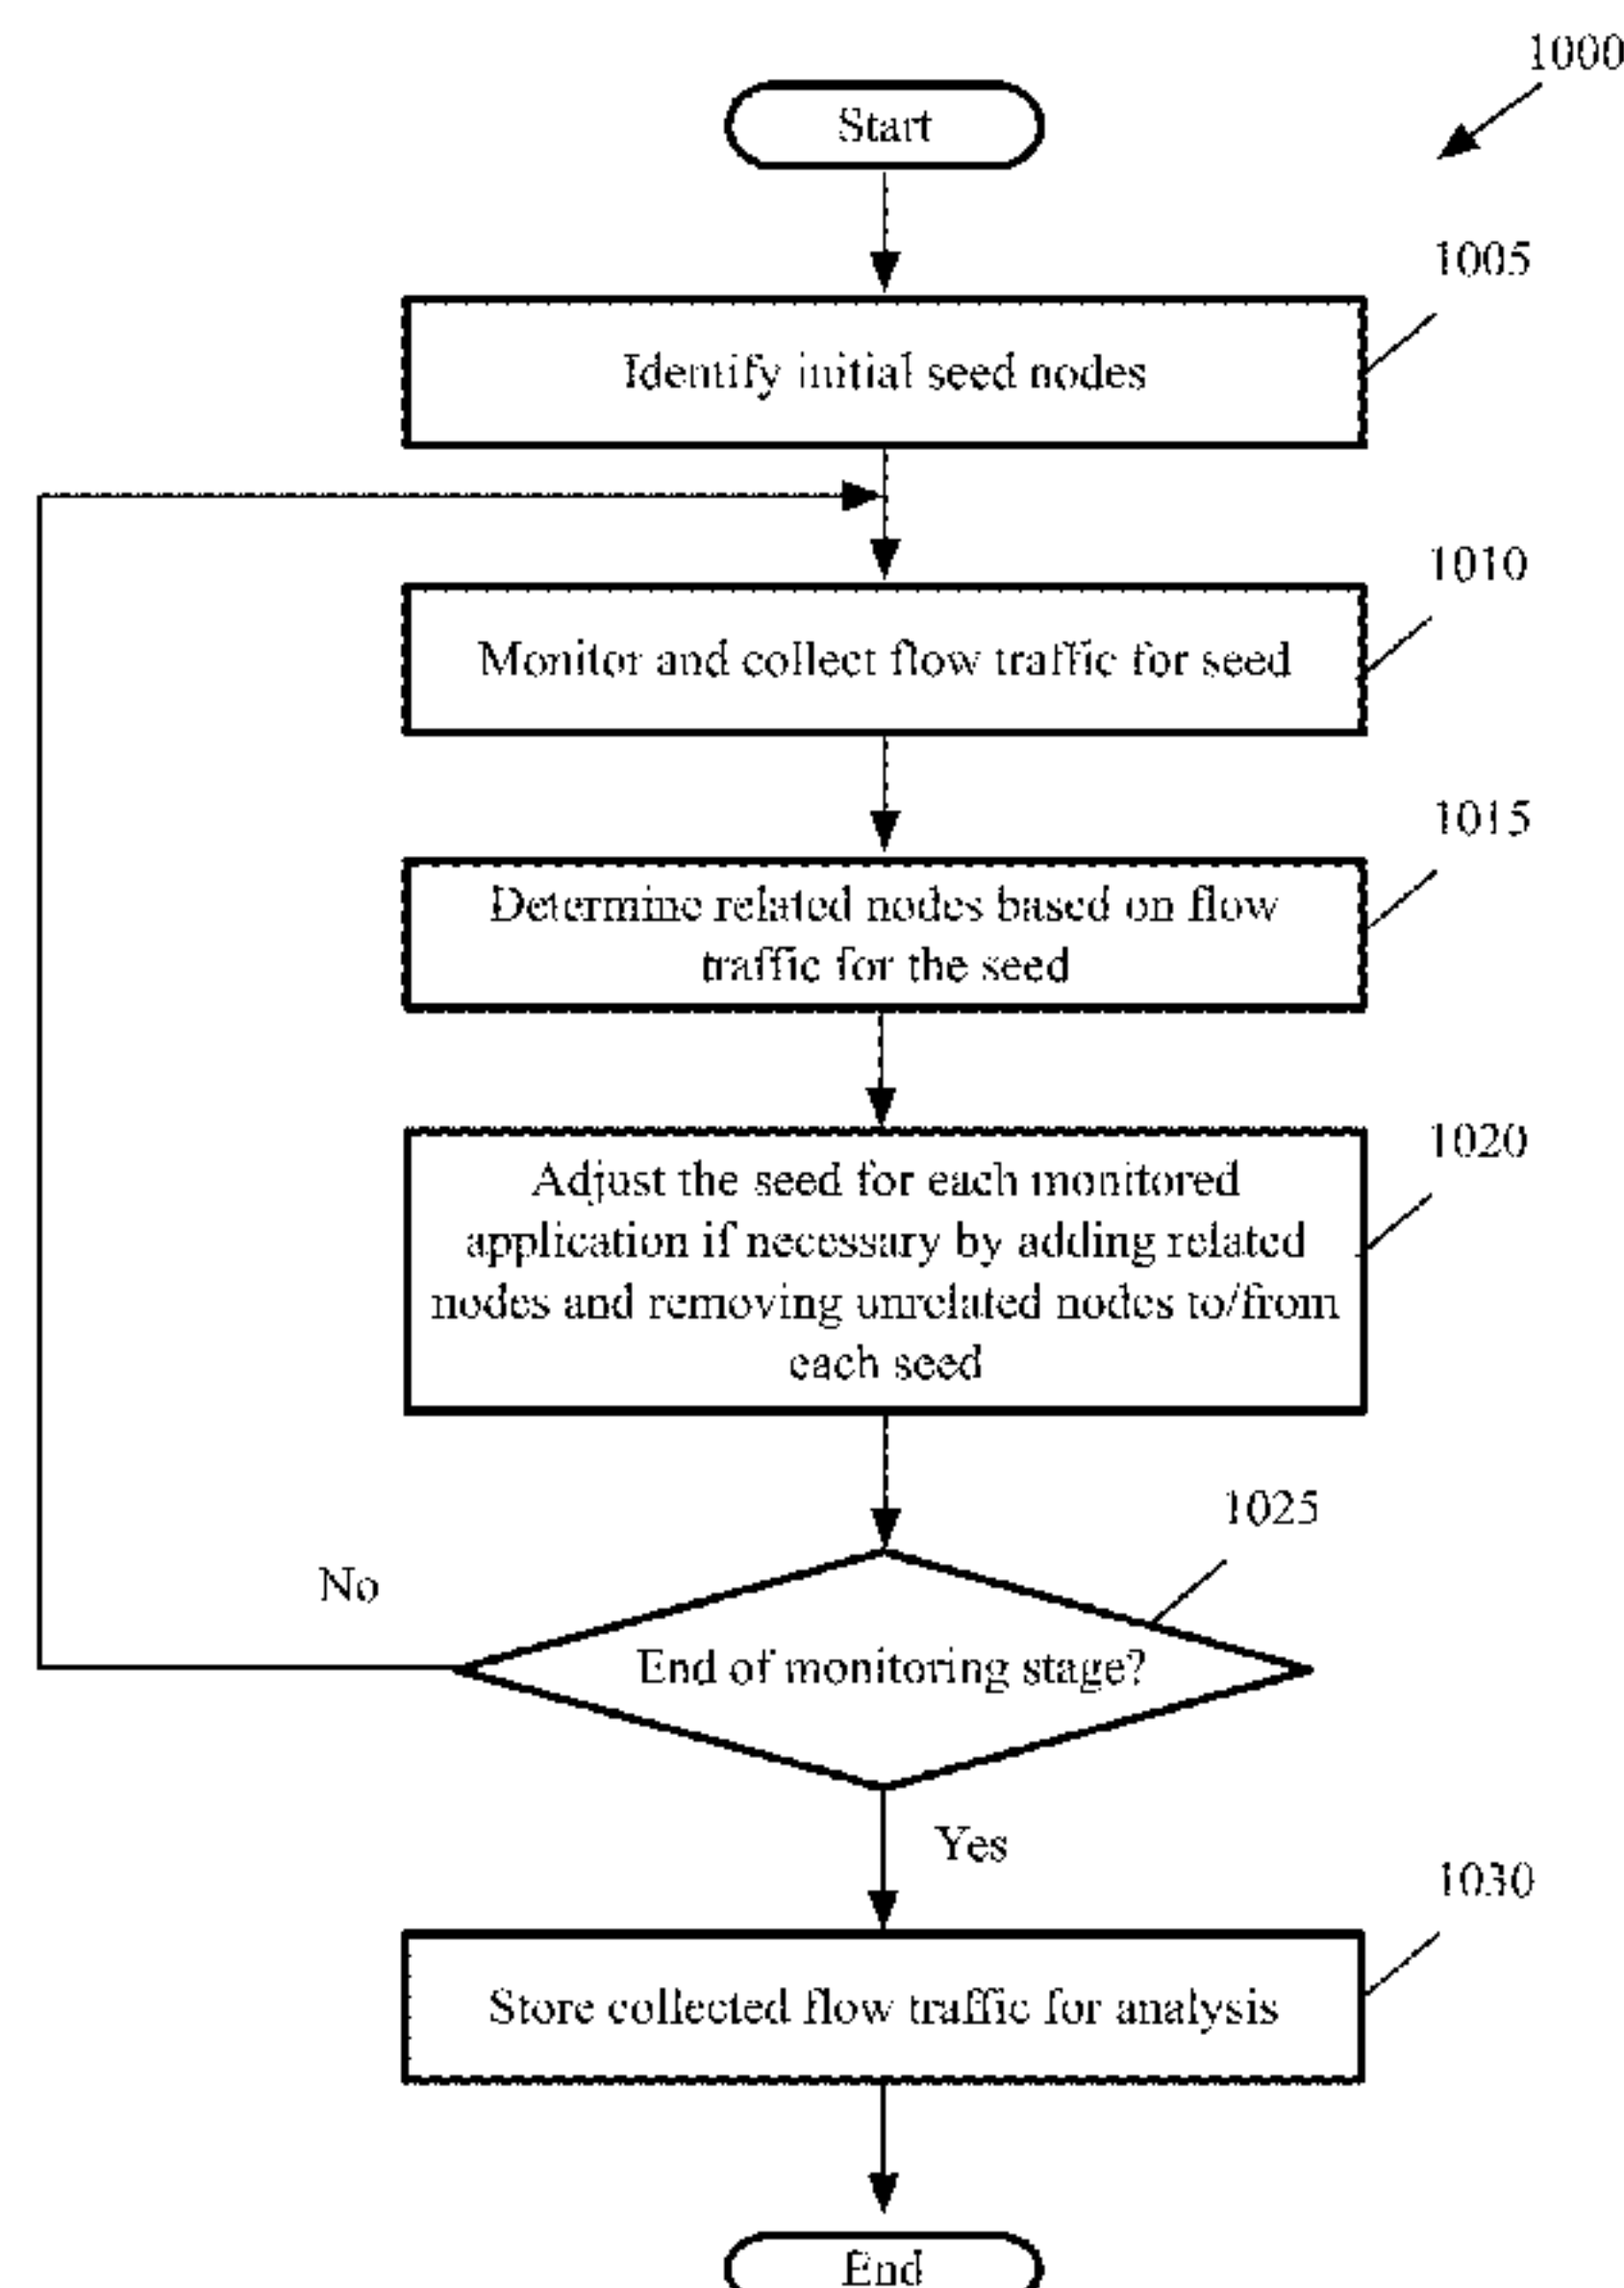 1000
Start
1005
Identify initial seed nodes
1010
Monitor and collect flow traffic for seed
1015
Determine related nodes based on flow
traffic for the seed
1020
Adjust the seed for each monitored
application if necessary by adding related
nodes and removing unrelated nodes to/from
each seed
1025
No
End of monitoring stage?
Yes
1030
Store collected flow traffic for analysis
End